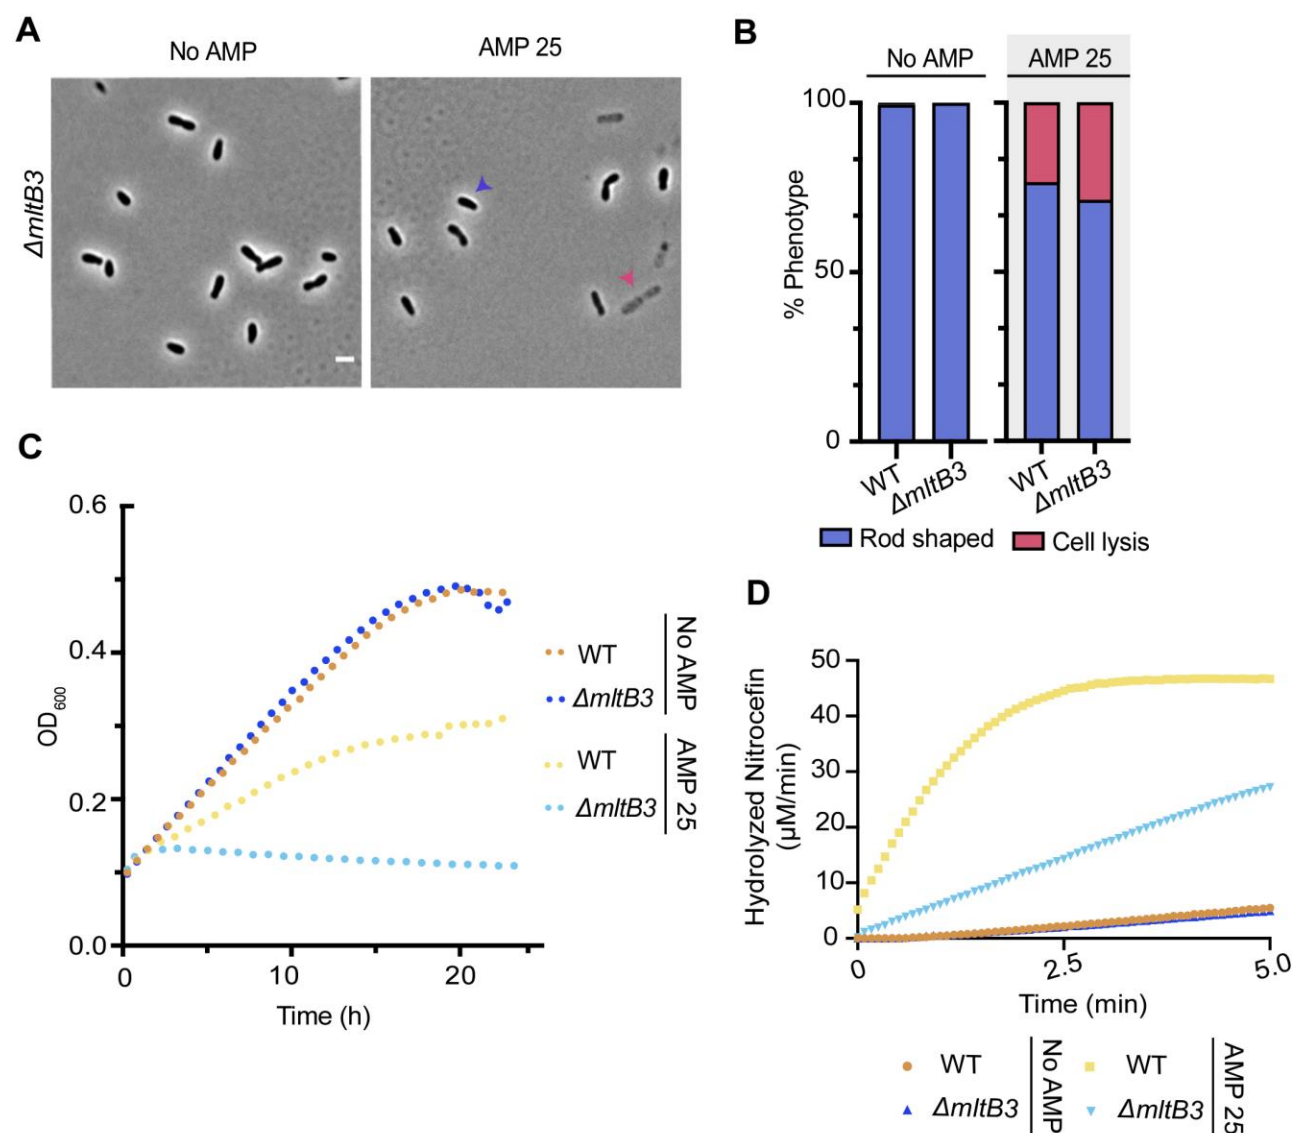 A
No AMP
AMP 25
ΔmltB3
B
No AMP
AMP 25
100
50
0
% Phenotype
WT
ΔmltB3
WT
ΔmltB3
Rod shaped
Cell lysis
C
0.6
0.4
0.2
0.0
OD600
0
10
20
Time (h)
WT
ΔmltB3
No AMP
WT
ΔmltB3
AMP 25
D
50
40
30
20
10
0
Hydrolyzed Nitrocefin
(µM/min)
0
2.5
5.0
Time (min)
WT
ΔmltB3
No AMP
WT
ΔmltB3
AMP 25